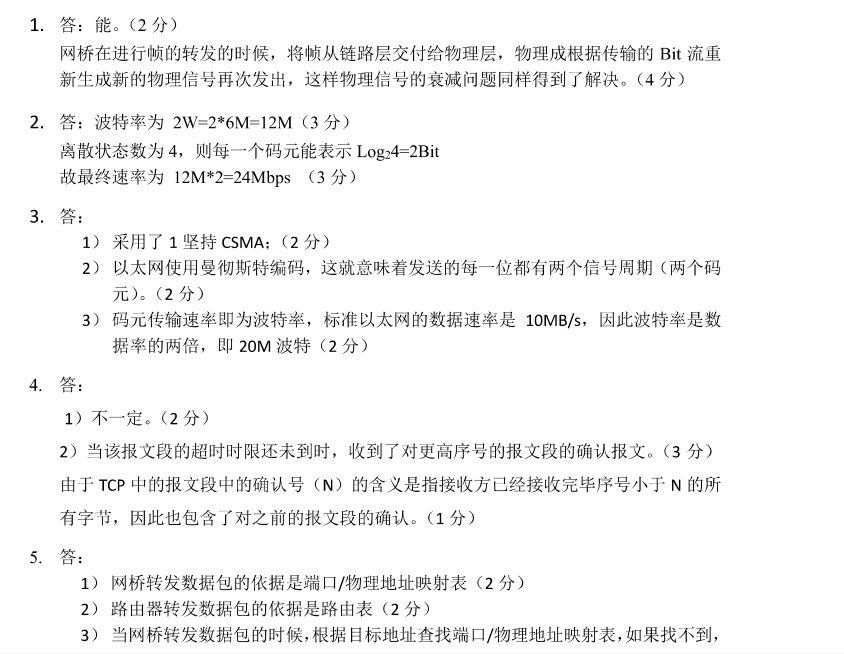 1. 答：能。（2 分）
网桥在进行帧的转发的时候，将帧从链路层交付给物理层，物理成根据传输的 Bit 流重
新生成新的物理信号再次发出，这样物理信号的衰减问题同样得到了解决。（4 分）
2. 答：波特率为 2W=2*6M=12M（3 分）
离散状态数为 4，则每一个码元能表示 Log₂4=2Bit
故最终速率为 12M*2=24Mbps （3 分）
3. 答：
1） 采用了 1 坚持 CSMA；（2 分）
2） 以太网使用曼彻斯特编码，这就意味着发送的每一位都有两个信号周期（两个码
元）。（2 分）
3） 码元传输速率即为波特率，标准以太网的数据速率是 10MB/s，因此波特率是数
据率的两倍，即 20M 波特（2 分）
4. 答：
1）不一定。（2 分）
2）当该报文段的超时时限还未到时，收到了对更高序号的报文段的确认报文。（3 分）
由于 TCP 中的报文段中的确认号（N）的含义是指接收方已经接收完毕序号小于 N 的所
有字节，因此也包含了对之前的报文段的确认。（1 分）
5. 答：
1） 网桥转发数据包的依据是端口/物理地址映射表（2 分）
2） 路由器转发数据包的依据是路由表（2 分）
3） 当网桥转发数据包的时候，根据目标地址查找端口/物理地址映射表，如果找不到，